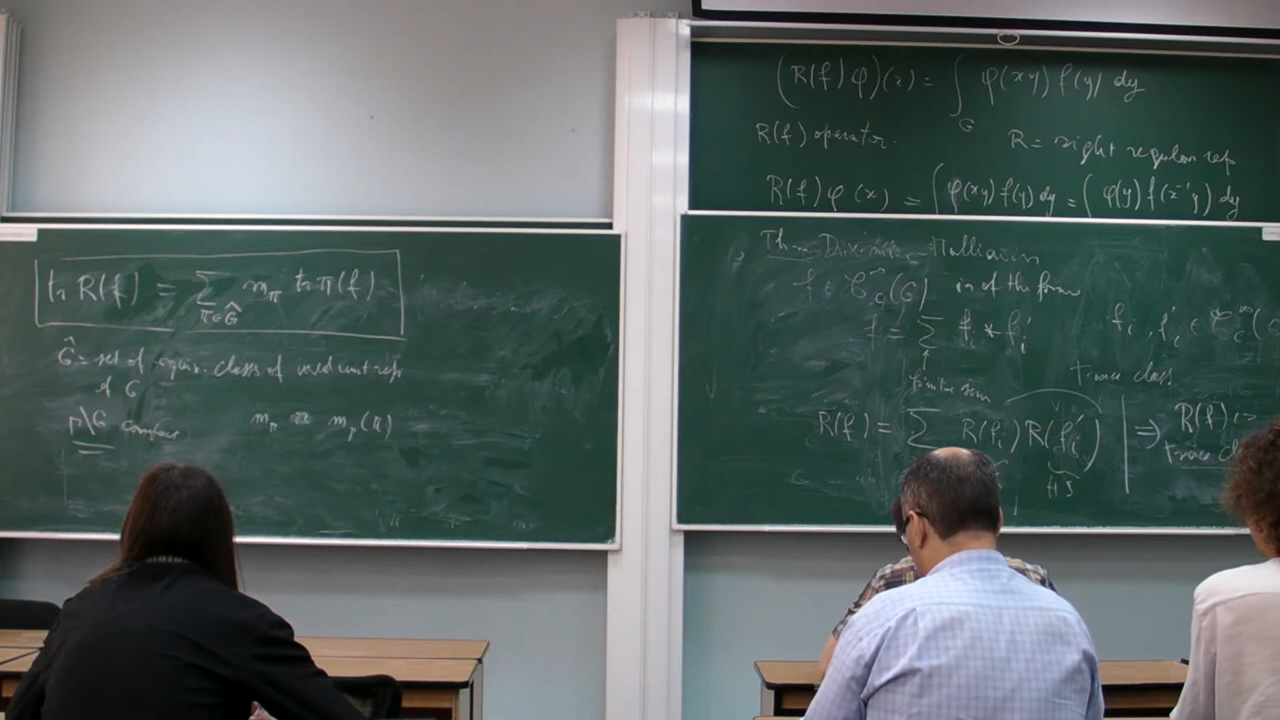 tr R(f) = ∑_{π∈Ĝ} m_π tr π(f)
Ĝ = set of equiv. class of irred unit reps
of G
Γ\G compact
m_π = m_Γ(π)
(R(f)φ)(x) = ∫_G φ(xy) f(y) dy
R(f) operator. R = right regular rep
R(f)φ(x) = ∫ φ(xy) f(y) dy = ∫ φ(y) f(x⁻¹y) dy
Thm Dixmier-Malliavin
f ∈ C_c^∞(G) is of the form
f = ∑ f_i * f_i' f_i, f_i' ∈ C_c^∞(G
finite sum
trace class
R(f) = ∑ R(f_i) R(f_i') ⇒ R(f) is
trace cl
HS